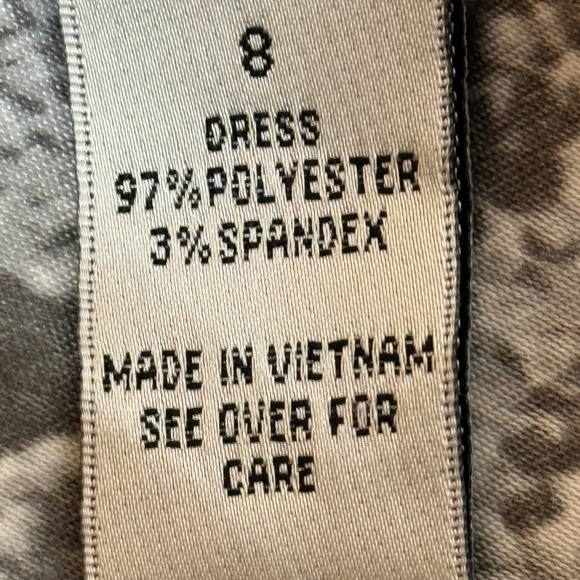 8
DRESS
97%POLYESTER
3%SPANDEX
MADE IN VIETNAM
SEE OVER FOR
CARE